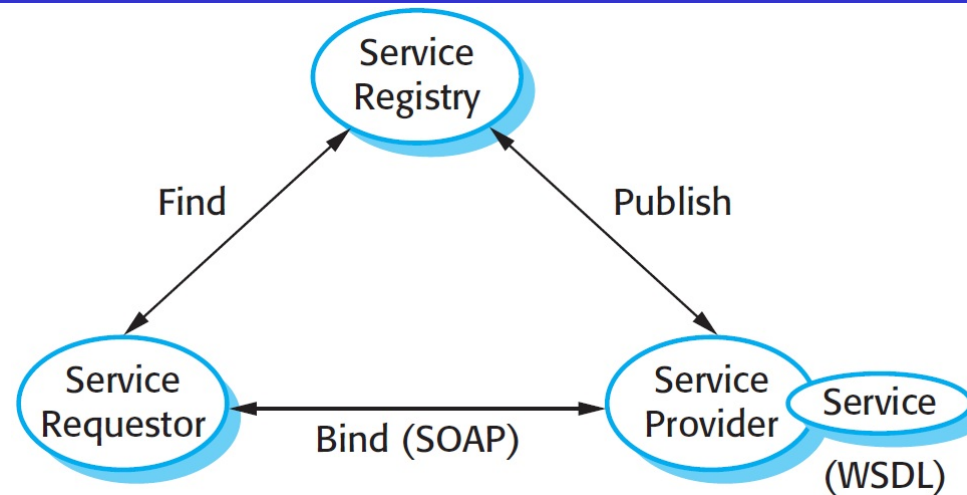 Service
Registry
Find
Publish
Service
Requestor
Bind (SOAP)
Service
Provider
Service
(WSDL)